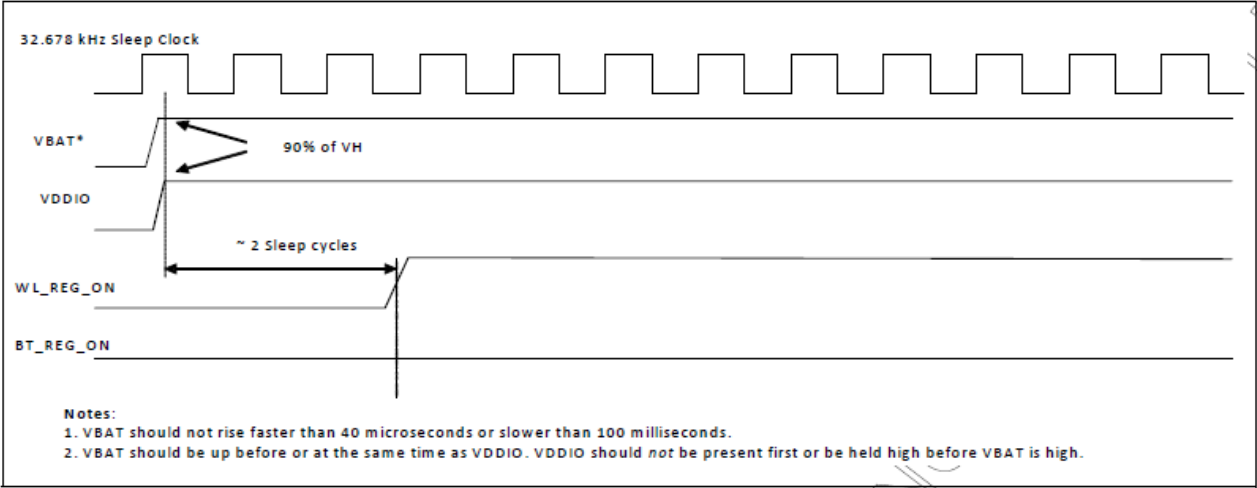 32.678 kHz Sleep Clock
VBAT*
90% of VH
VDDIO
~ 2 Sleep cycles
WL_REG_ON
BT_REG_ON
Notes:
1. VBAT should not rise faster than 40 microseconds or slower than 100 milliseconds.
2. VBAT should be up before or at the same time as VDDIO. VDDIO should not be present first or be held high before VBAT is high.